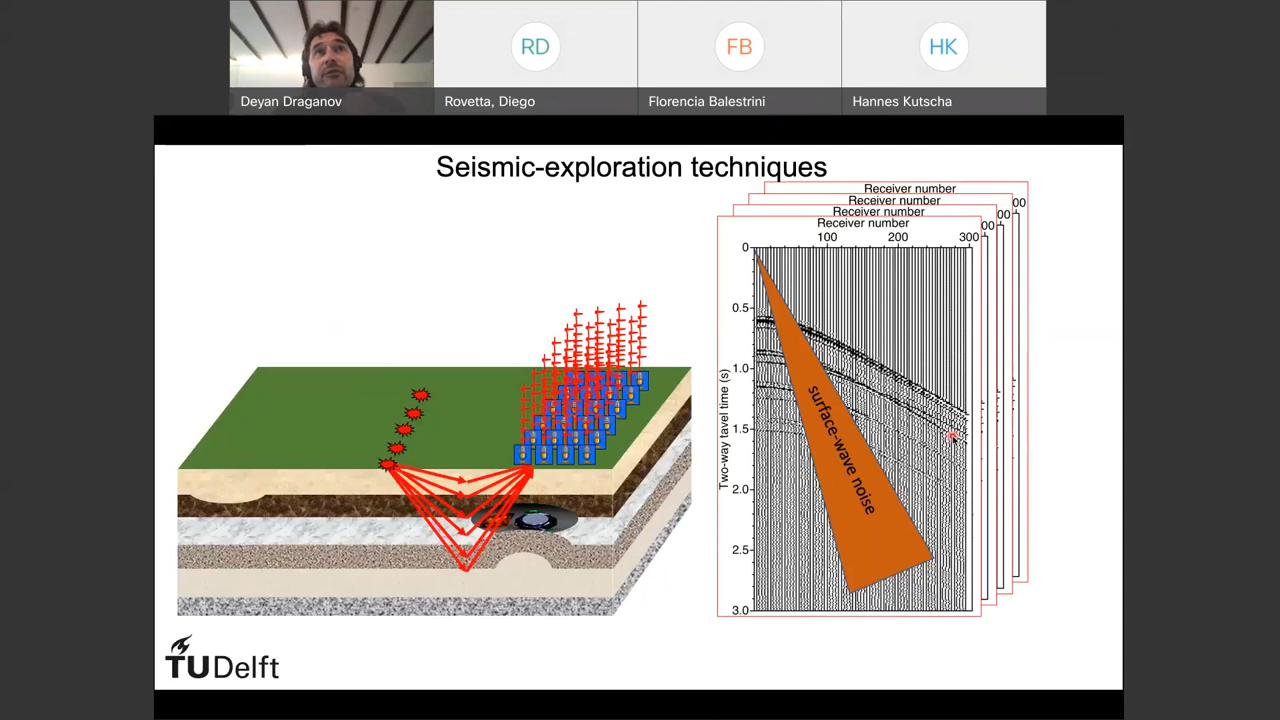 RD
FB
HK
Deyan Draganov
Rovetta, Diego
Florencia Balestrini
Hannes Kutscha
Seismic-exploration techniques
Receiver number
Receiver number
Receiver number
Receiver number
100
200
300
00
00
00
0
0.5
1.0
1.5
2.0
2.5
3.0
Two-way tavel time (s)
surface-wave noise
TUDelft